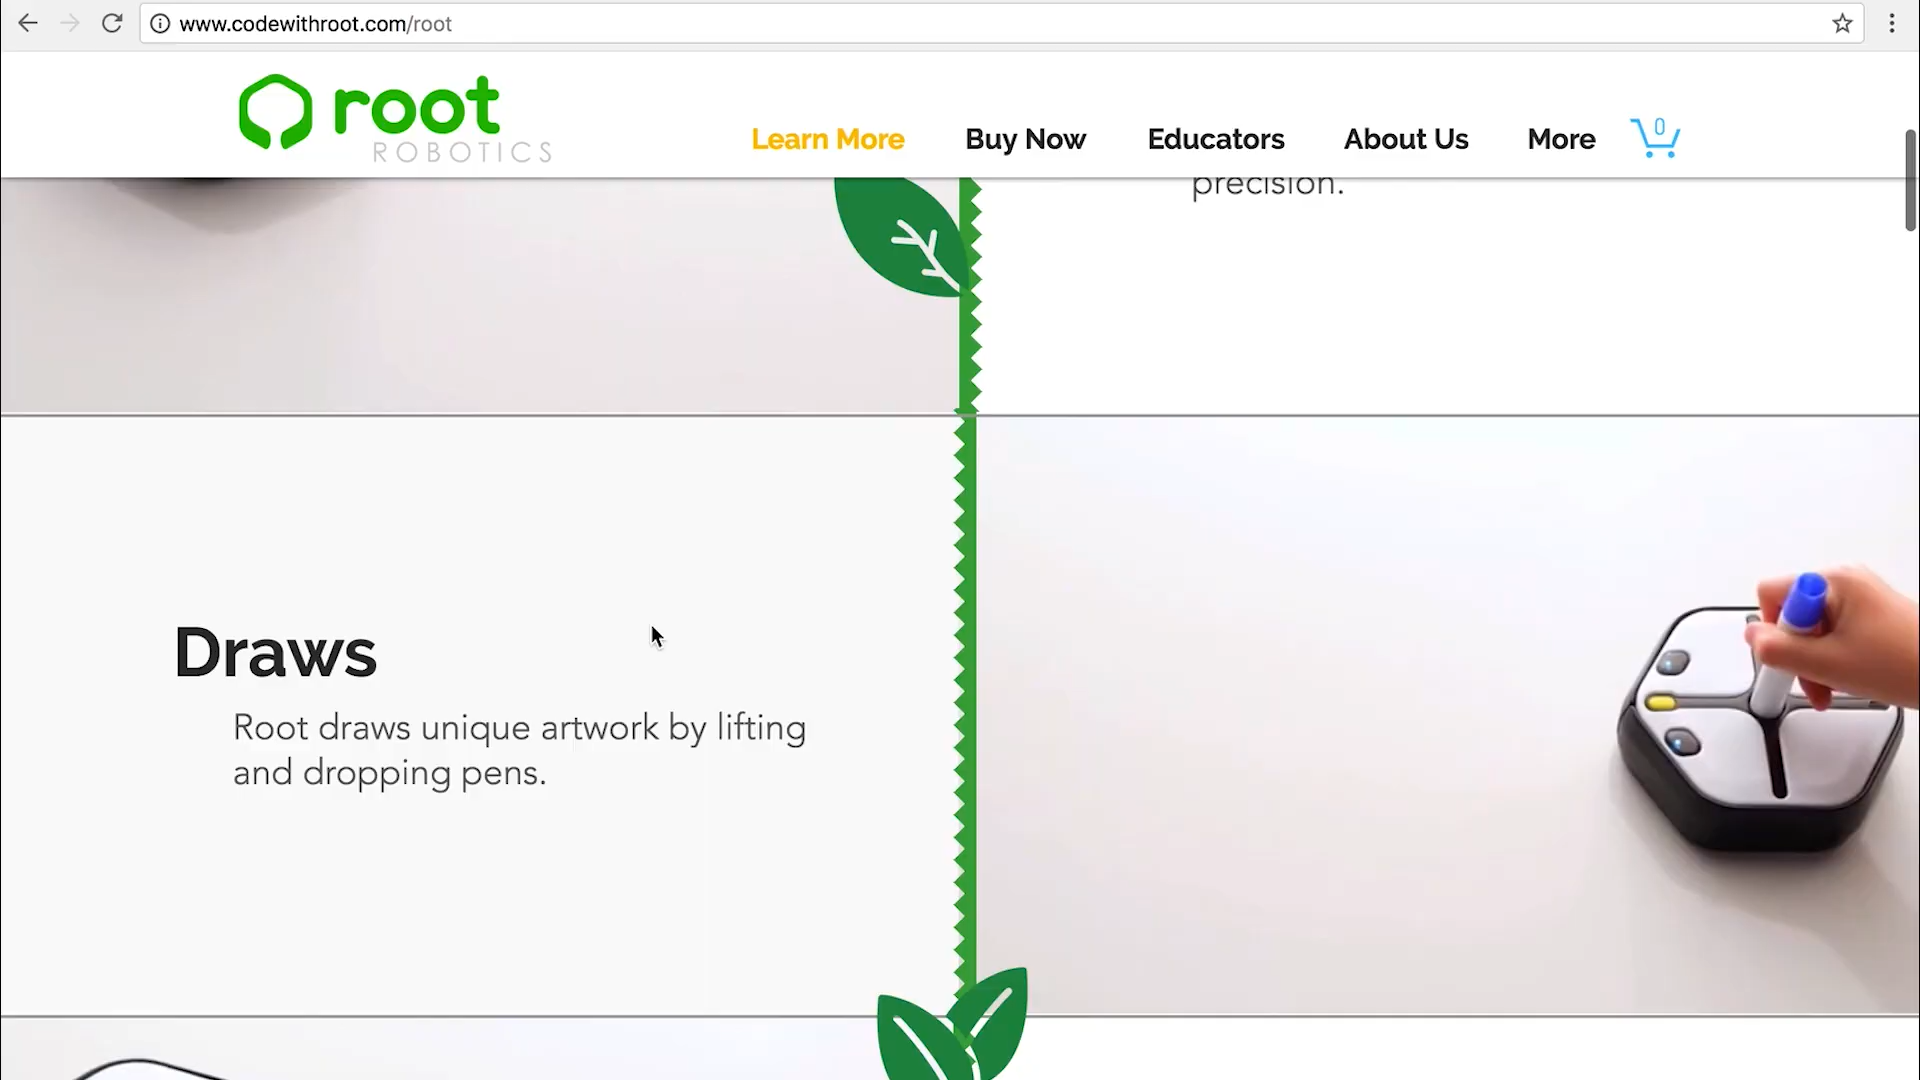 www.codewithroot.com/root
root
ROBOTICS
Learn More
Buy Now
Educators
About Us
More
0
precision.
Draws
Root draws unique artwork by lifting
and dropping pens.